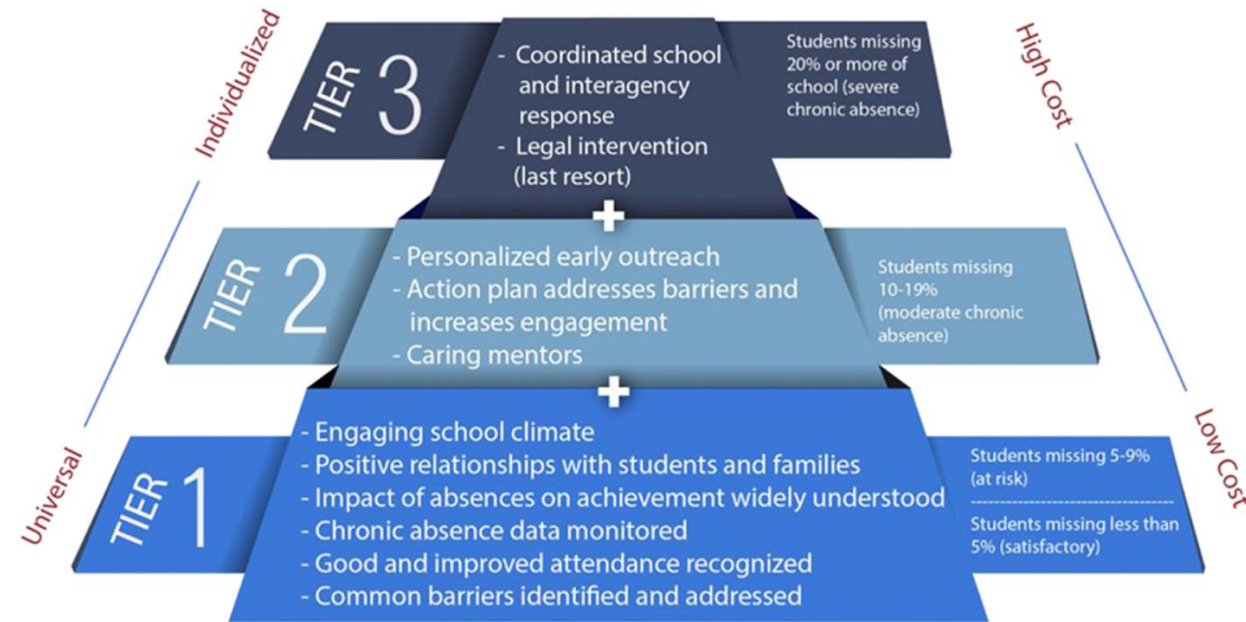 Individualized
TIER 3
- Coordinated school
and interagency
response
- Legal intervention
(last resort)
Students missing
20% or more of
school (severe
chronic absence)
High Cost
+
TIER 2
- Personalized early outreach
- Action plan addresses barriers and
increases engagement
- Caring mentors
Students missing
10-19%
(moderate chronic
absence)
+
Universal
TIER 1
- Engaging school climate
- Positive relationships with students and families
- Impact of absences on achievement widely understood
- Chronic absence data monitored
- Good and improved attendance recognized
- Common barriers identified and addressed
Students missing 5-9%
(at risk)
Students missing less than
5% (satisfactory)
Low Cost